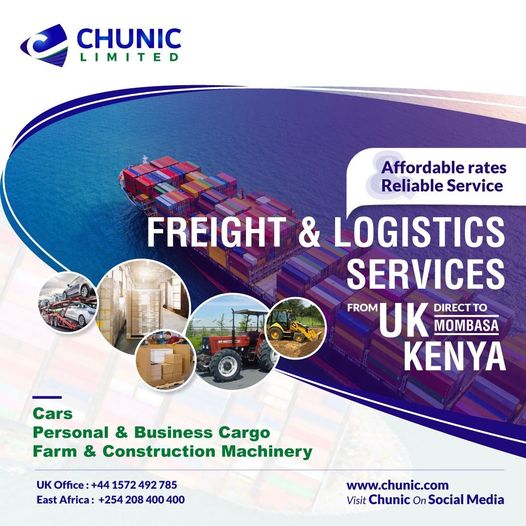 CHUNIC
LIMITED
Affordable rates
& Reliable Service
FREIGHT & LOGISTICS
SERVICES
FROM UK DIRECT TO
MOMBASA
KENYA
Cars
Personal & Business Cargo
Farm & Construction Machinery
UK Office : +44 1572 492 785
East Africa : +254 208 400 400
www.chunic.com
Visit Chunic On Social Media